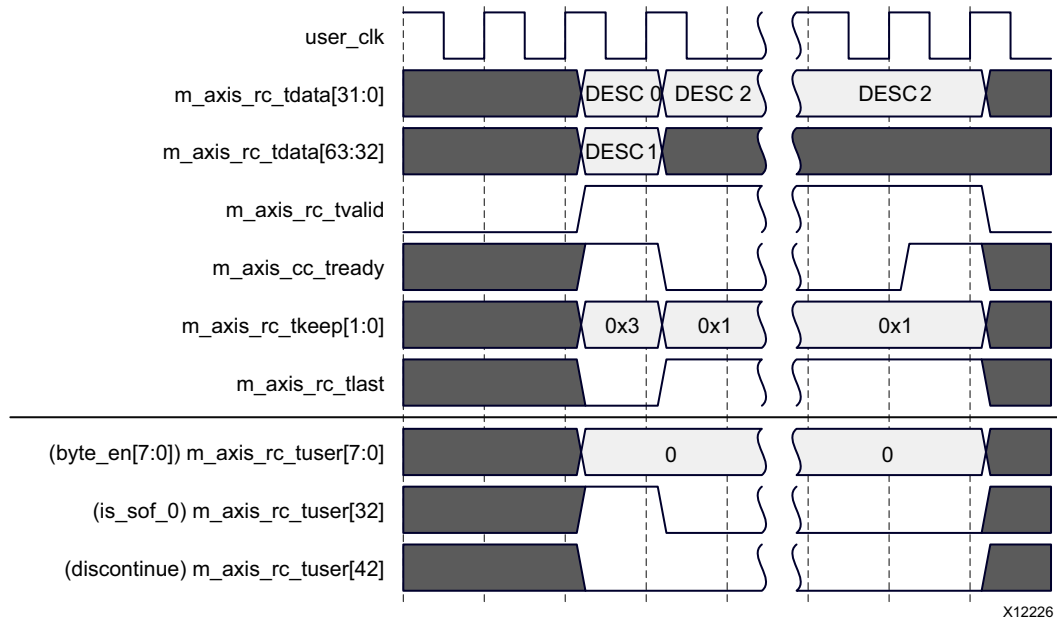 user_clk
m_axis_rc_tdata[31:0] DESC 0 DESC 2 DESC 2
m_axis_rc_tdata[63:32] DESC 1
m_axis_rc_tvalid
m_axis_cc_tready
m_axis_rc_tkeep[1:0] 0x3 0x1 0x1
m_axis_rc_tlast
(byte_en[7:0]) m_axis_rc_tuser[7:0] 0 0
(is_sof_0) m_axis_rc_tuser[32]
(discontinue) m_axis_rc_tuser[42]
X12226